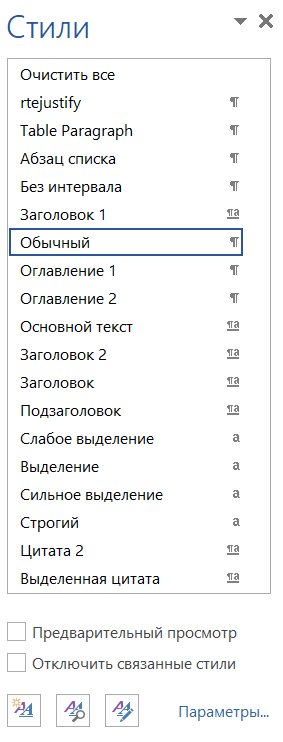 Стили
Очистить все
rtejustify ¶
Table Paragraph ¶
Абзац списка ¶
Без интервала ¶
Заголовок 1 ¶a
Обычный ¶
Оглавление 1 ¶
Оглавление 2 ¶
Основной текст ¶a
Заголовок 2 ¶a
Заголовок ¶a
Подзаголовок ¶a
Слабое выделение a
Выделение a
Сильное выделение a
Строгий a
Цитата 2 ¶a
Выделенная цитата ¶a
Предварительный просмотр
Отключить связанные стили
Параметры...